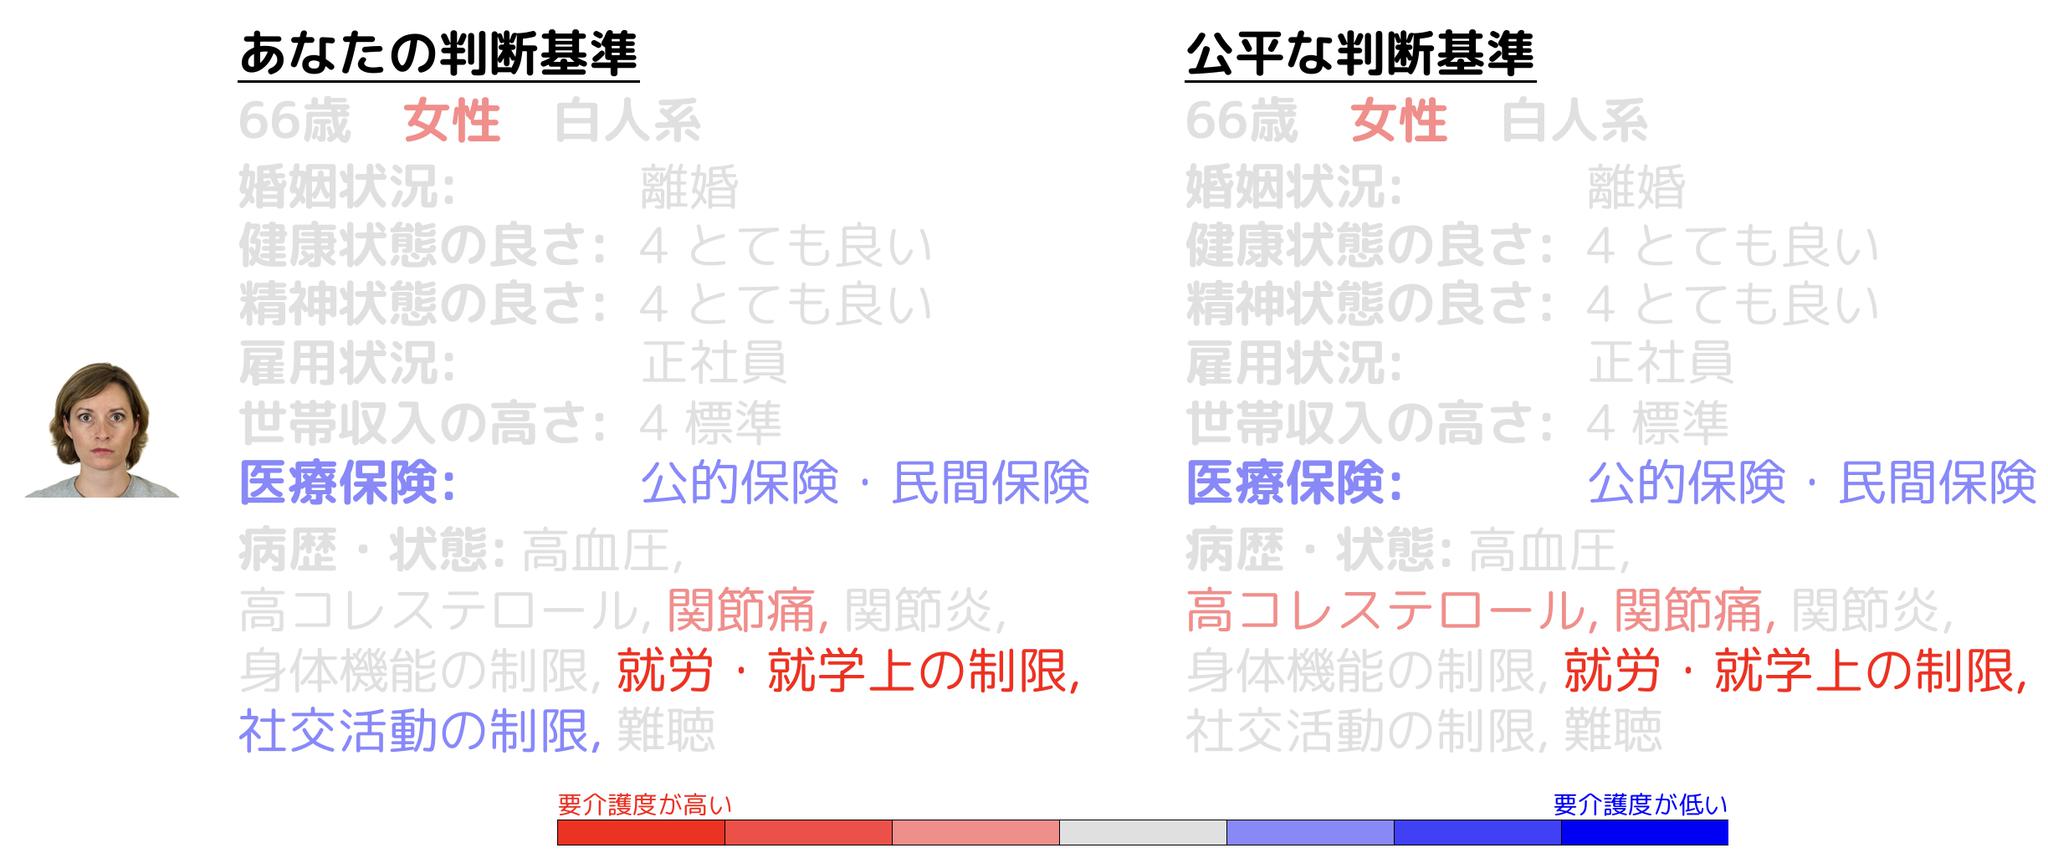 あなたの判断基準
66歳 女性 白人系
婚姻状況: 離婚
健康状態の良さ: 4 とても良い
精神状態の良さ: 4 とても良い
雇用状況: 正社員
世帯収入の高さ: 4 標準
医療保険: 公的保険・民間保険
病歴・状態: 高血圧,
高コレステロール, 関節痛, 関節炎,
身体機能の制限, 就労・就学上の制限,
社交活動の制限, 難聴
公平な判断基準
66歳 女性 白人系
婚姻状況: 離婚
健康状態の良さ: 4 とても良い
精神状態の良さ: 4 とても良い
雇用状況: 正社員
世帯収入の高さ: 4 標準
医療保険: 公的保険・民間保険
病歴・状態: 高血圧,
高コレステロール, 関節痛, 関節炎,
身体機能の制限, 就労・就学上の制限,
社交活動の制限, 難聴
要介護度が高い
要介護度が低い